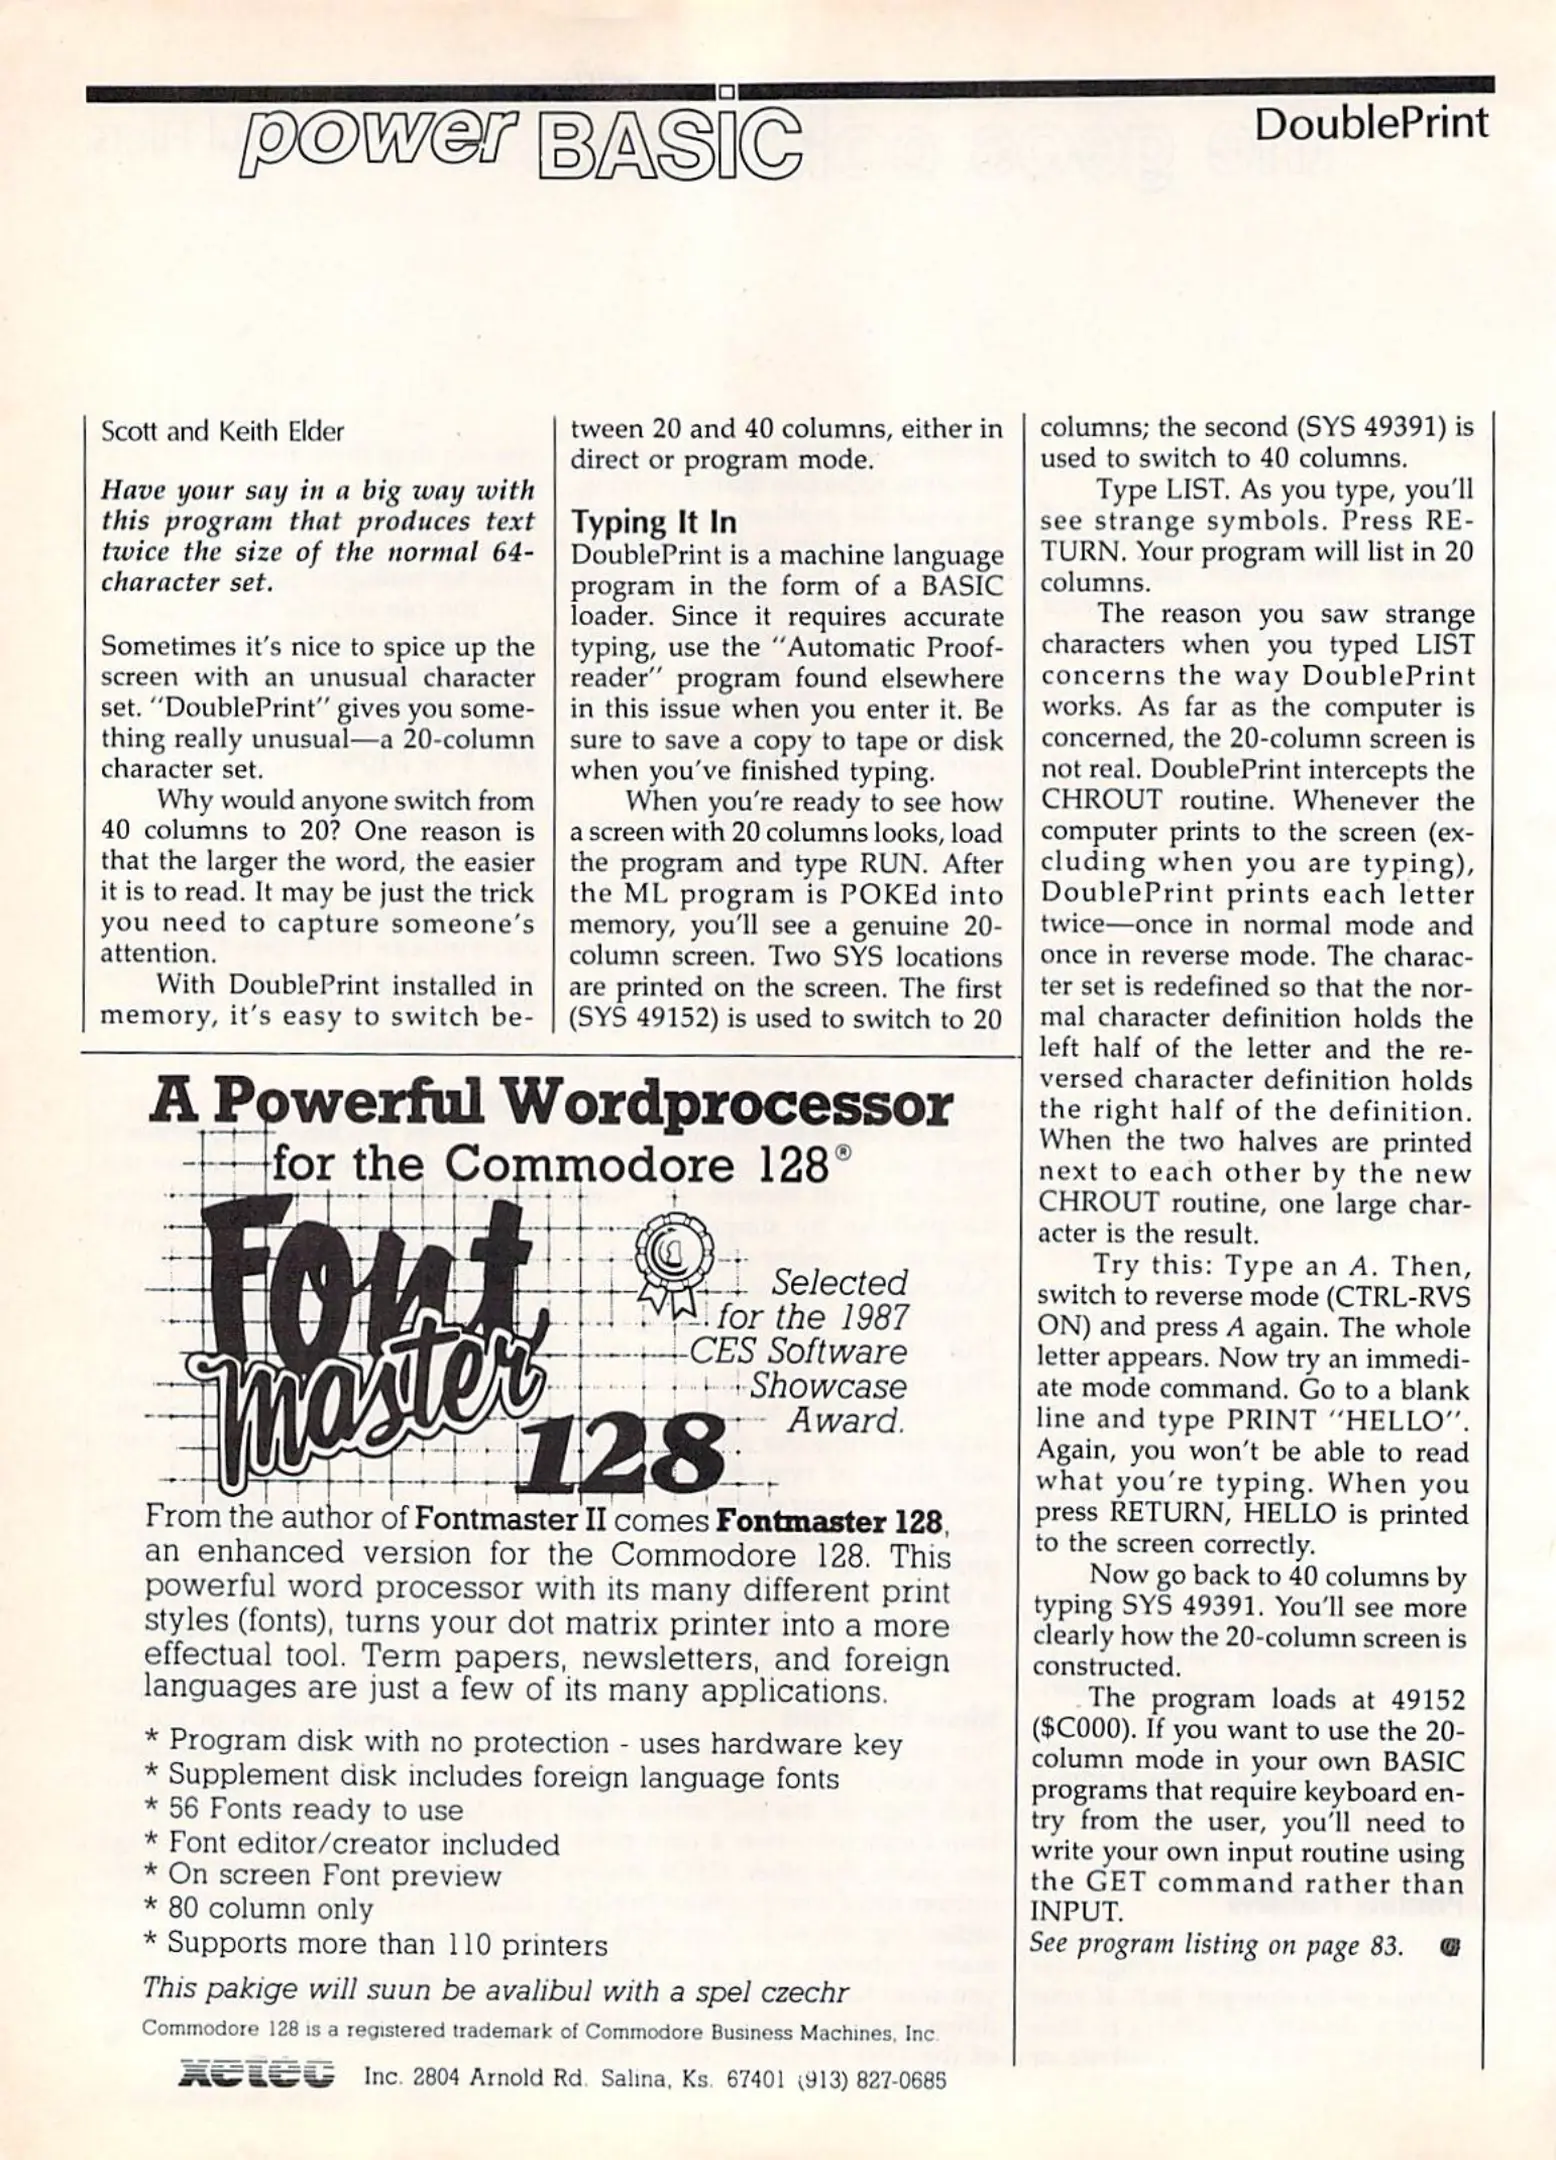 power BASIC
DoublePrint
Scott and Keith Elder
Have your say in a big way with
this program that produces text
twice the size of the normal 64-
character set.
Sometimes it's nice to spice up the
screen with an unusual character
set. "DoublePrint" gives you some-
thing really unusual—a 20-column
character set.
Why would anyone switch from
40 columns to 20? One reason is
that the larger the word, the easier
it is to read. It may be just the trick
you need to capture someone's
attention.
With DoublePrint installed in
memory, it's easy to switch be-
tween 20 and 40 columns, either in
direct or program mode.
Typing It In
DoublePrint is a machine language
program in the form of a BASIC
loader. Since it requires accurate
typing, use the "Automatic Proof-
reader" program found elsewhere
in this issue when you enter it. Be
sure to save a copy to tape or disk
when you've finished typing.
When you're ready to see how
a screen with 20 columns looks, load
the program and type RUN. After
the ML program is POKEd into
memory, you'll see a genuine 20-
column screen. Two SYS locations
are printed on the screen. The first
(SYS 49152) is used to switch to 20
columns; the second (SYS 49391) is
used to switch to 40 columns.
Type LIST. As you type, you'll
see strange symbols. Press RE-
TURN. Your program will list in 20
columns.
The reason you saw strange
characters when you typed LIST
concerns the way DoublePrint
works. As far as the computer is
concerned, the 20-column screen is
not real. DoublePrint intercepts the
CHROUT routine. Whenever the
computer prints to the screen (ex-
cluding when you are typing),
DoublePrint prints each letter
twice—once in normal mode and
once in reverse mode. The charac-
ter set is redefined so that the nor-
mal character definition holds the
left half of the letter and the re-
versed character definition holds
the right half of the definition.
When the two halves are printed
next to each other by the new
CHROUT routine, one large char-
acter is the result.
Try this: Type an A. Then,
switch to reverse mode (CTRL-RVS
ON) and press A again. The whole
letter appears. Now try an immedi-
ate mode command. Go to a blank
line and type PRINT "HELLO".
Again, you won't be able to read
what you're typing. When you
press RETURN, HELLO is printed
to the screen correctly.
Now go back to 40 columns by
typing SYS 49391. You'll see more
clearly how the 20-column screen is
constructed.
The program loads at 49152
($C000). If you want to use the 20-
column mode in your own BASIC
programs that require keyboard en-
try from the user, you'll need to
write your own input routine using
the GET command rather than
INPUT.
See program listing on page 83.
A Powerful Wordprocessor
for the Commodore 128®
Font
master
128
1
Selected
for the 1987
CES Software
Showcase
Award.
From the author of Fontmaster II comes Fontmaster 128,
an enhanced version for the Commodore 128. This
powerful word processor with its many different print
styles (fonts), turns your dot matrix printer into a more
effectual tool. Term papers, newsletters, and foreign
languages are just a few of its many applications.
* Program disk with no protection - uses hardware key
* Supplement disk includes foreign language fonts
* 56 Fonts ready to use
* Font editor/creator included
* On screen Font preview
* 80 column only
* Supports more than 110 printers
This pakige will suun be avalibul with a spel czechr
Commodore 128 is a registered trademark of Commodore Business Machines, Inc.
xetec Inc. 2804 Arnold Rd. Salina, Ks. 67401 (913) 827-0685